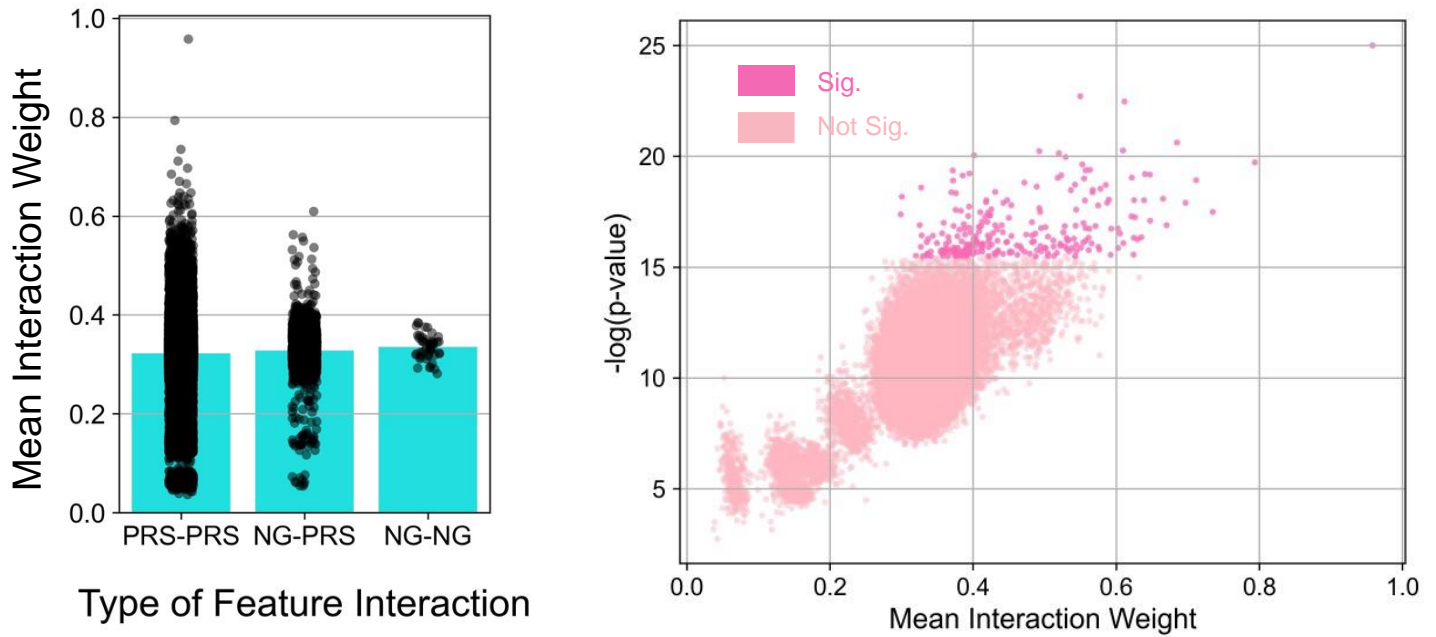 Mean Interaction Weight
1.0
0.8
0.6
0.4
0.2
0.0
PRS-PRS NG-PRS NG-NG
Type of Feature Interaction
-log(p-value)
25
20
15
10
5
Sig.
Not Sig.
0.0 0.2 0.4 0.6 0.8 1.0
Mean Interaction Weight